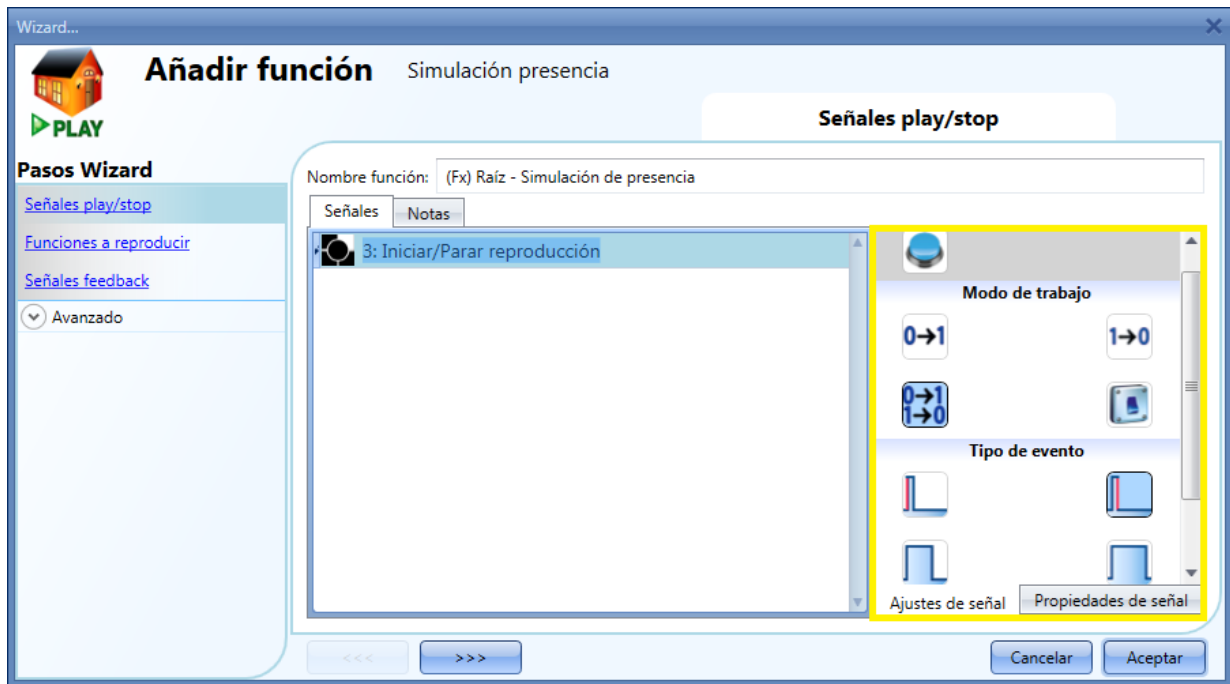 Wizard...
Añadir función
Simulación presencia
PLAY
Señales play/stop
Pasos Wizard
Señales play/stop
Funciones a reproducir
Señales feedback
Avanzado
Nombre función: (Fx) Raíz - Simulación de presencia
Señales
Notas
3: Iniciar/Parar reproducción
Modo de trabajo
0→1
1→0
0→1
1→0
Tipo de evento
Ajustes de señal
Propiedades de señal
<<<
>>>
Cancelar
Aceptar